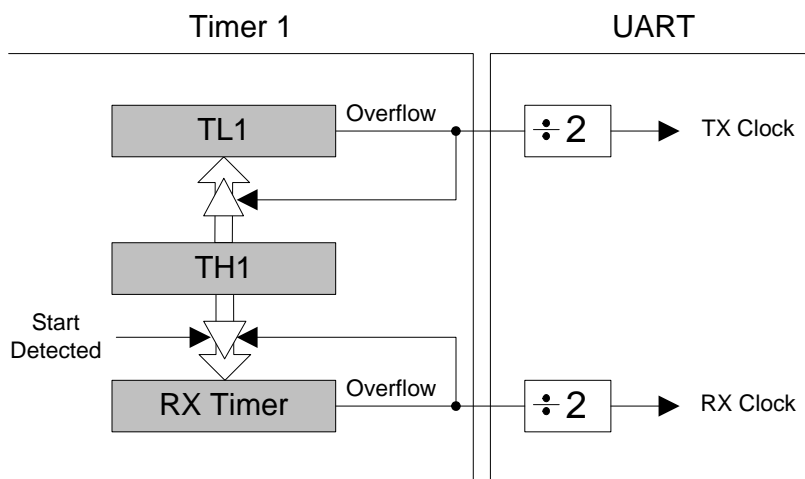 Timer 1
UART
TL1
Overflow
÷2
TX Clock
TH1
Start
Detected
RX Timer
Overflow
÷2
RX Clock